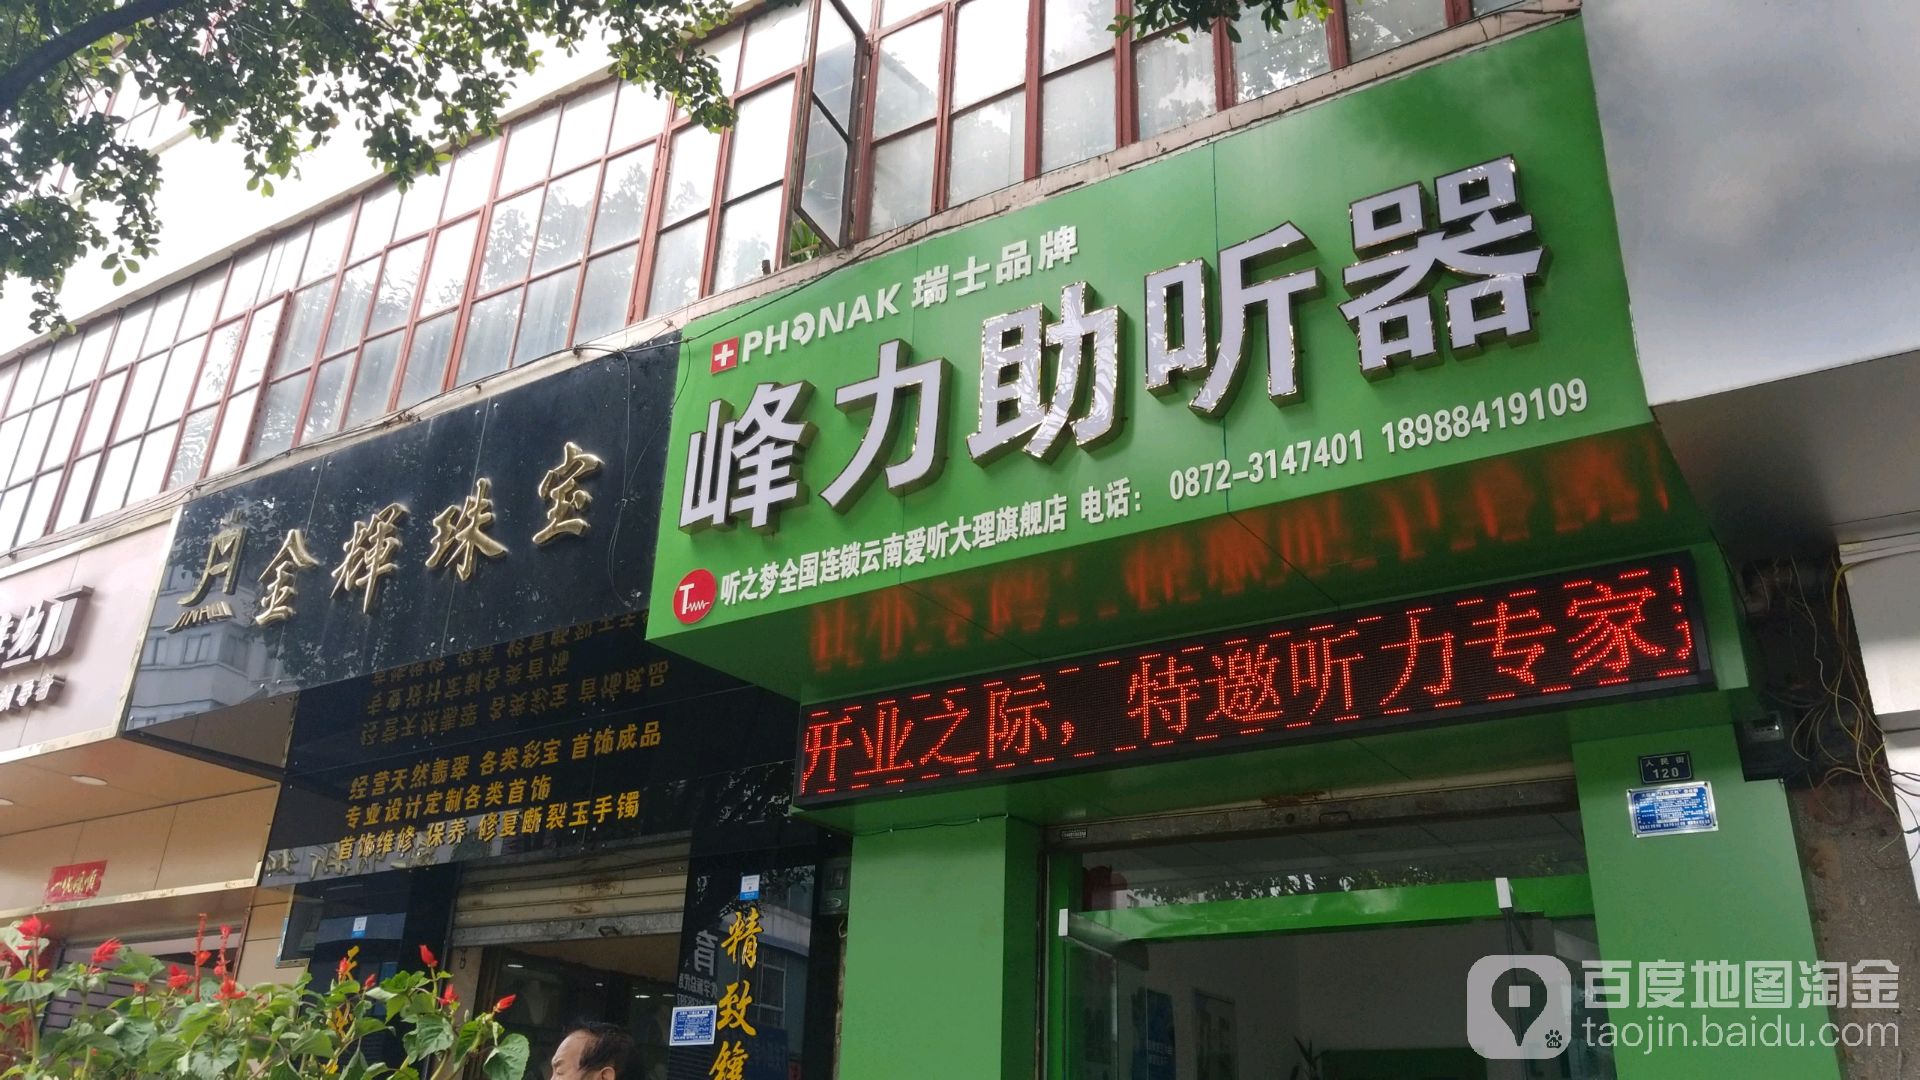 PHONAK 瑞士品牌
峰力助听器
听之梦全国连锁云南爱听大理旗舰店 电话： 0872-3147401 18988419109
开业之际，特邀听力专家
人民街
120
金輝珠宝
JINHUI
经营天然翡翠 各类彩宝 首饰成品
专业设计定制各类首饰
首饰维修 保养 修复断裂玉手镯
精致
育
百度地图淘金
taojin.baidu.com